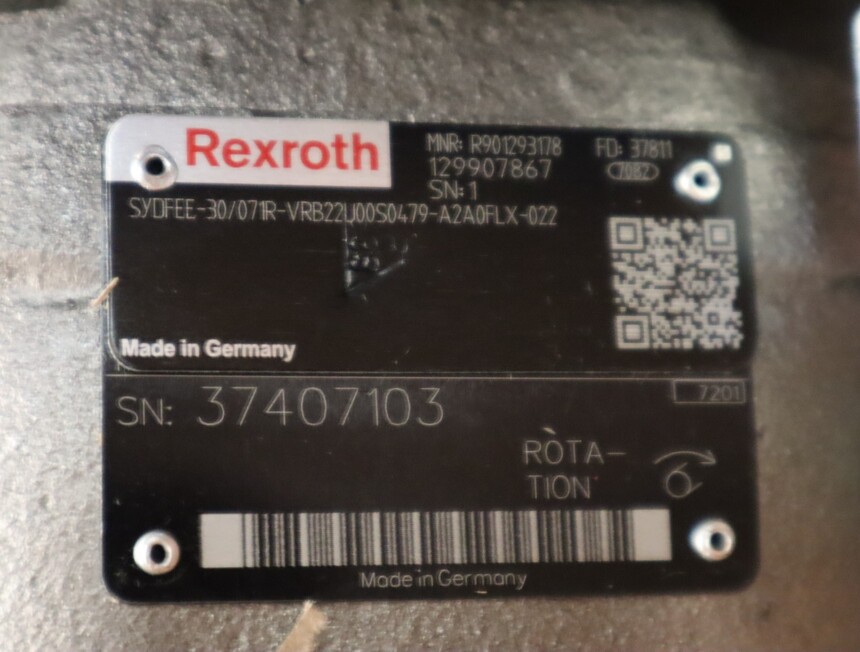 Rexroth
MNR: R901293178 FD: 37811
129907867 7082
SN: 1
SYDFEE-30/071R-VRB22U00S0479-A2A0FLX-022
Made in Germany
SN: 37407103
7201
ROTA-
TION
Made in Germany